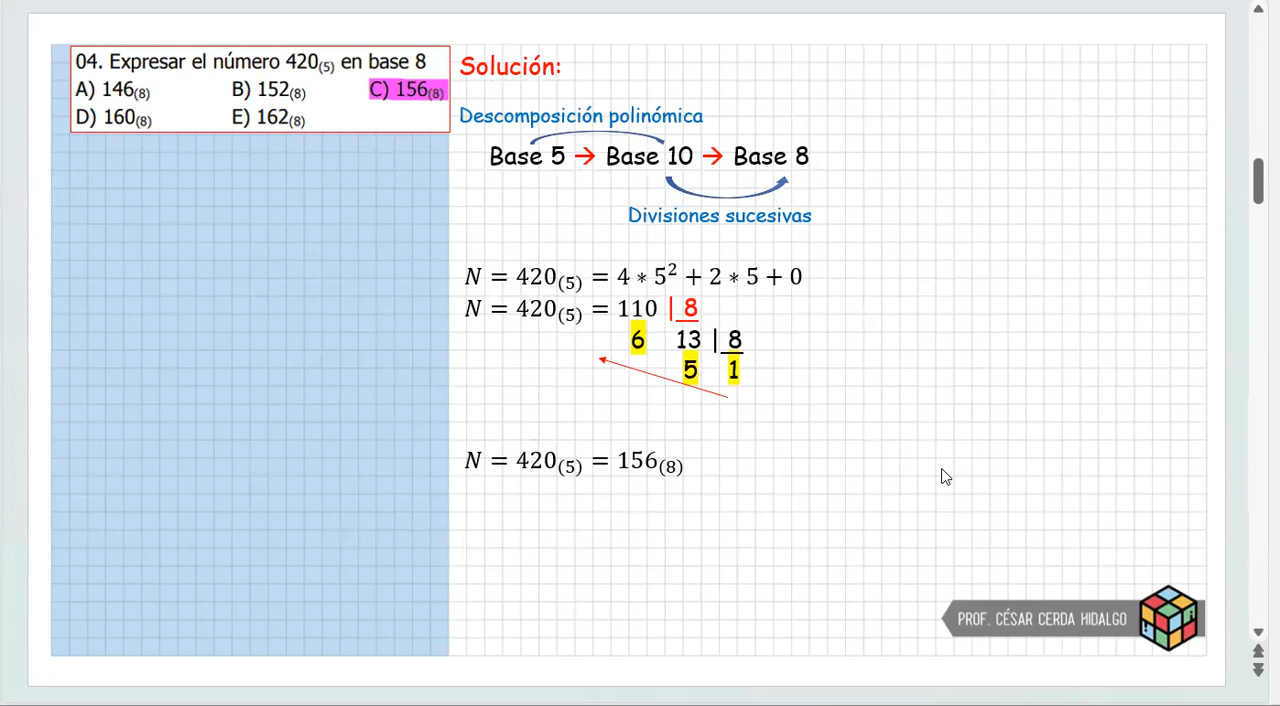 04. Expresar el número 420₍₅₎ en base 8
A) 146₍₈₎ B) 152₍₈₎ C) 156₍₈₎
D) 160₍₈₎ E) 162₍₈₎
Solución:
Descomposición polinómica
Base 5 → Base 10 → Base 8
Divisiones sucesivas
N = 420₍₅₎ = 4 * 5² + 2 * 5 + 0
N = 420₍₅₎ = 110 | 8
6 13 | 8
5 1
N = 420₍₅₎ = 156₍₈₎
PROF. CÉSAR CERDA HIDALGO